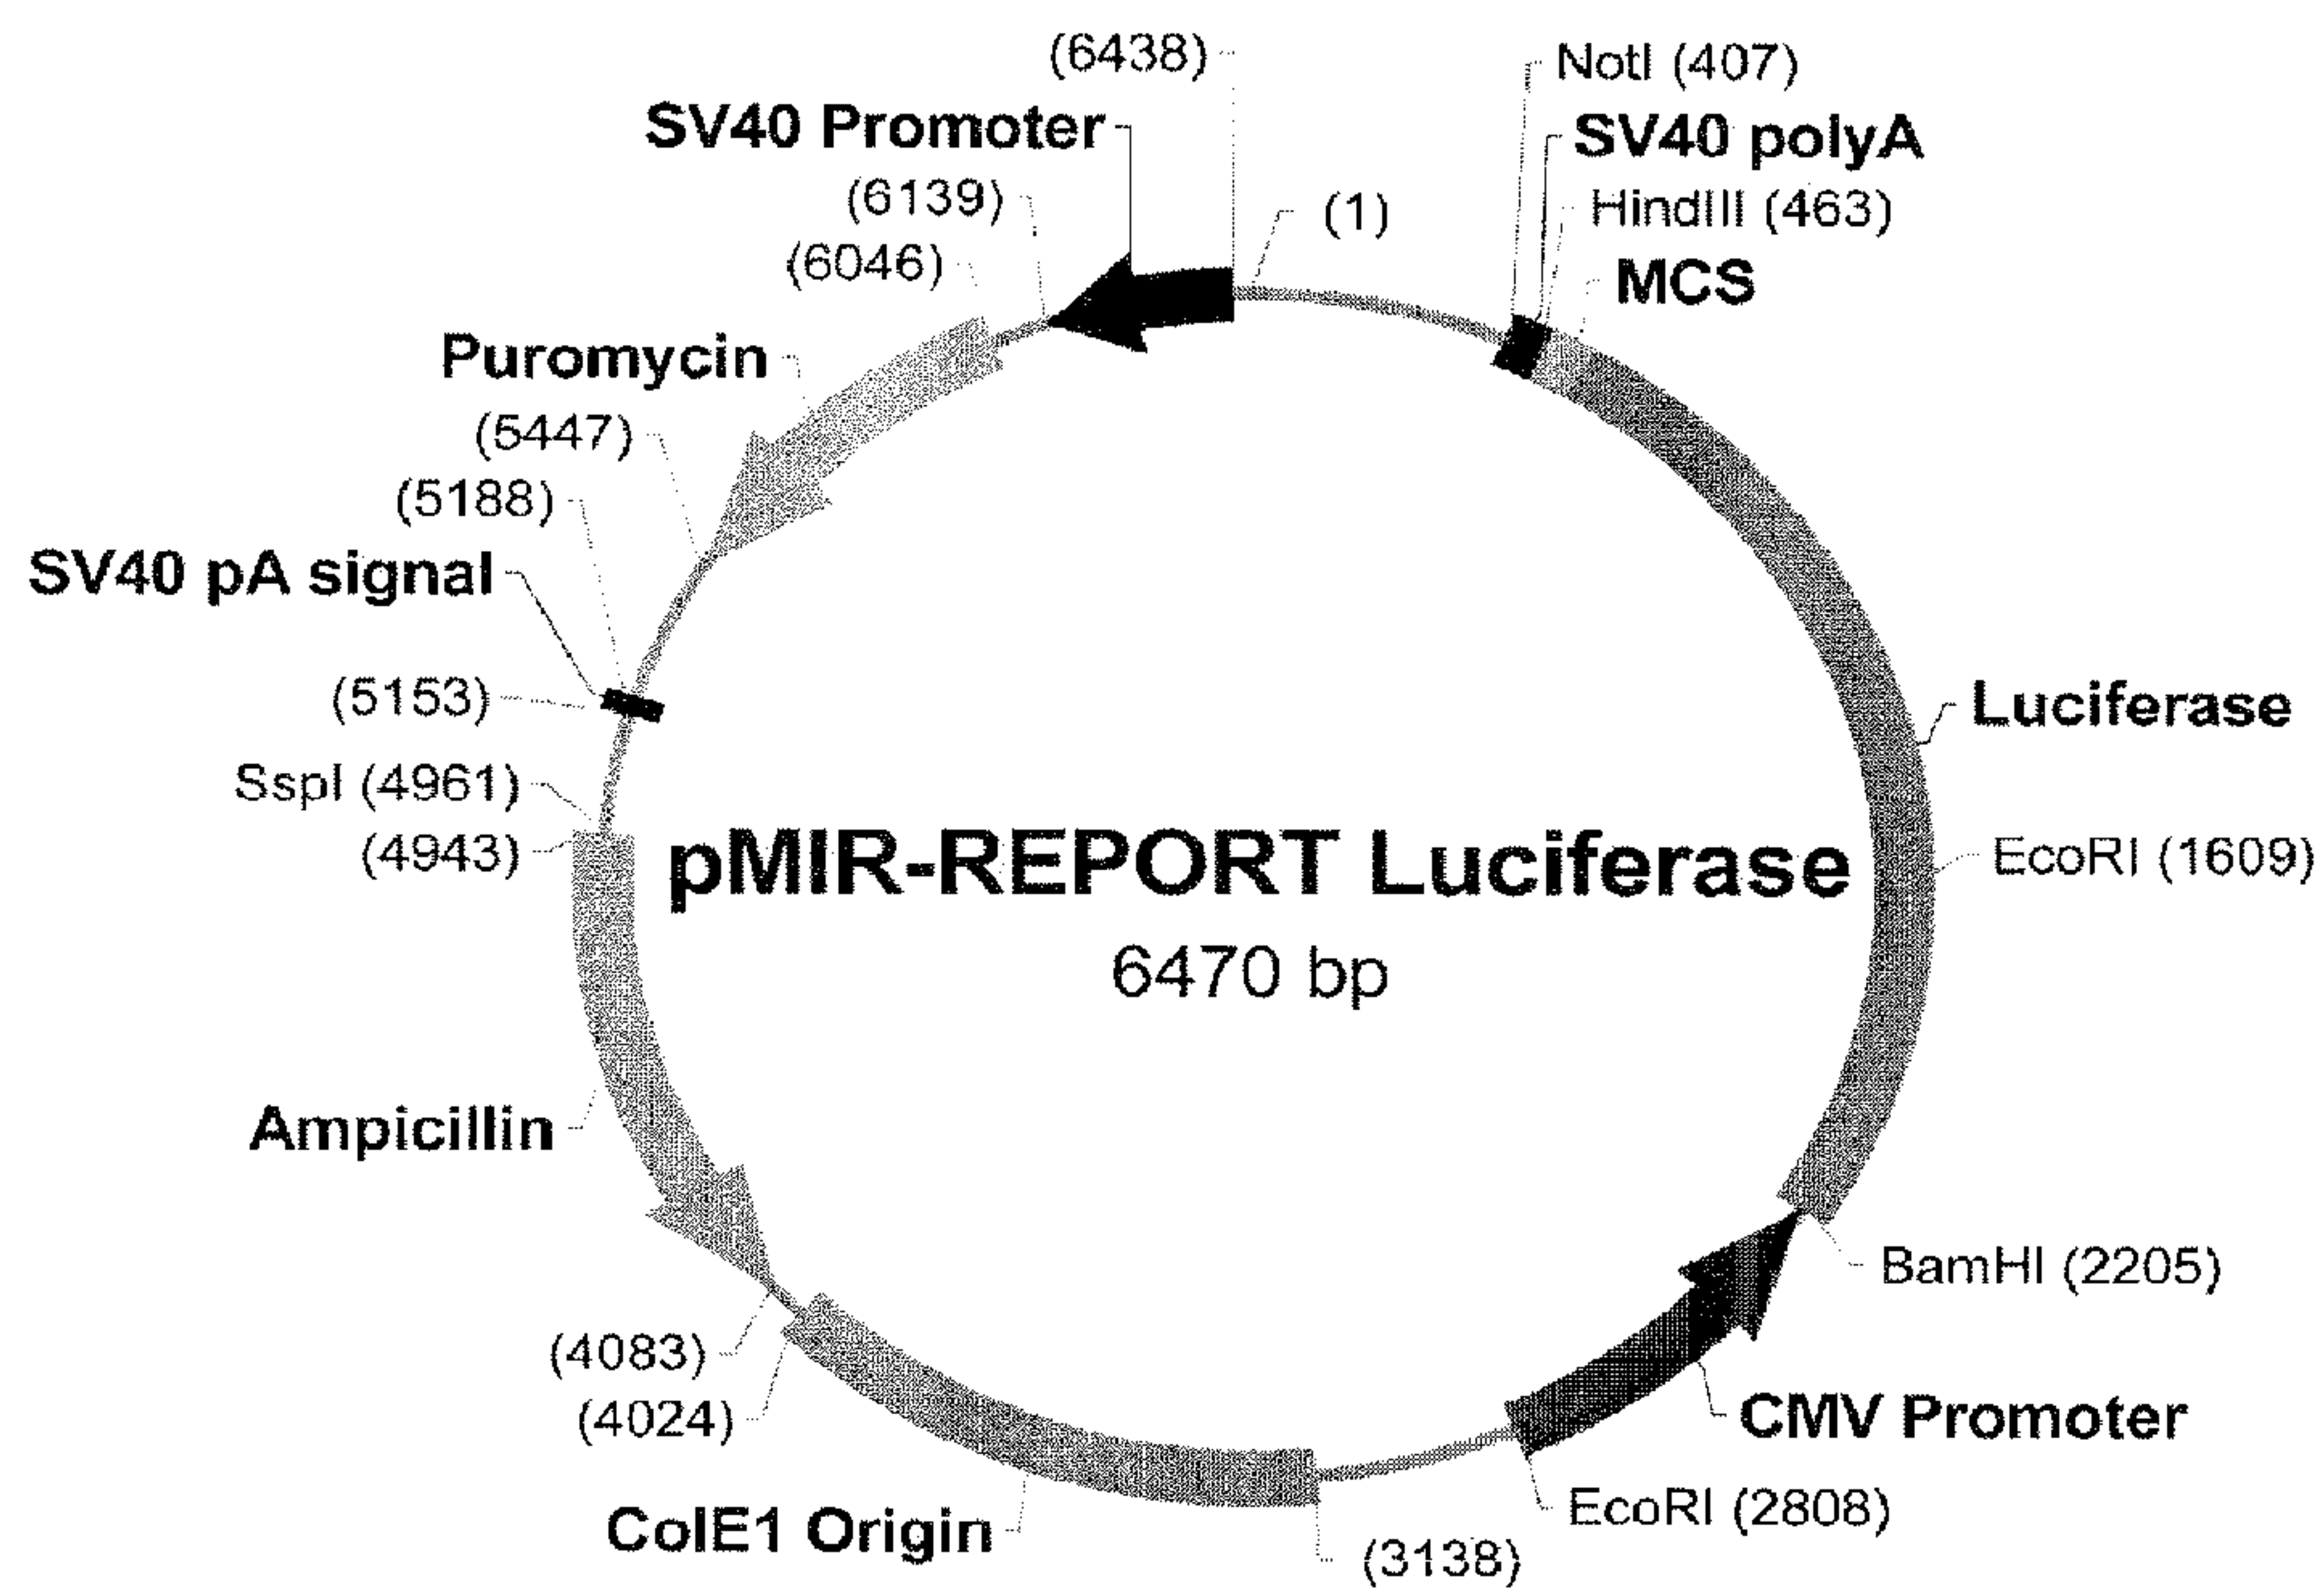 (6438)
NotI (407)
SV40 Promoter
SV40 polyA
(6139)
(1)
HindIII (463)
(6046)
MCS
Puromycin
(5447)
(5188)
SV40 pA signal
(5153)
Luciferase
SspI (4961)
(4943)
pMIR-REPORT Luciferase
EcoRI (1609)
6470 bp
Ampicillin
BamHI (2205)
(4083)
(4024)
CMV Promoter
ColE1 Origin
EcoRI (2808)
(3138)